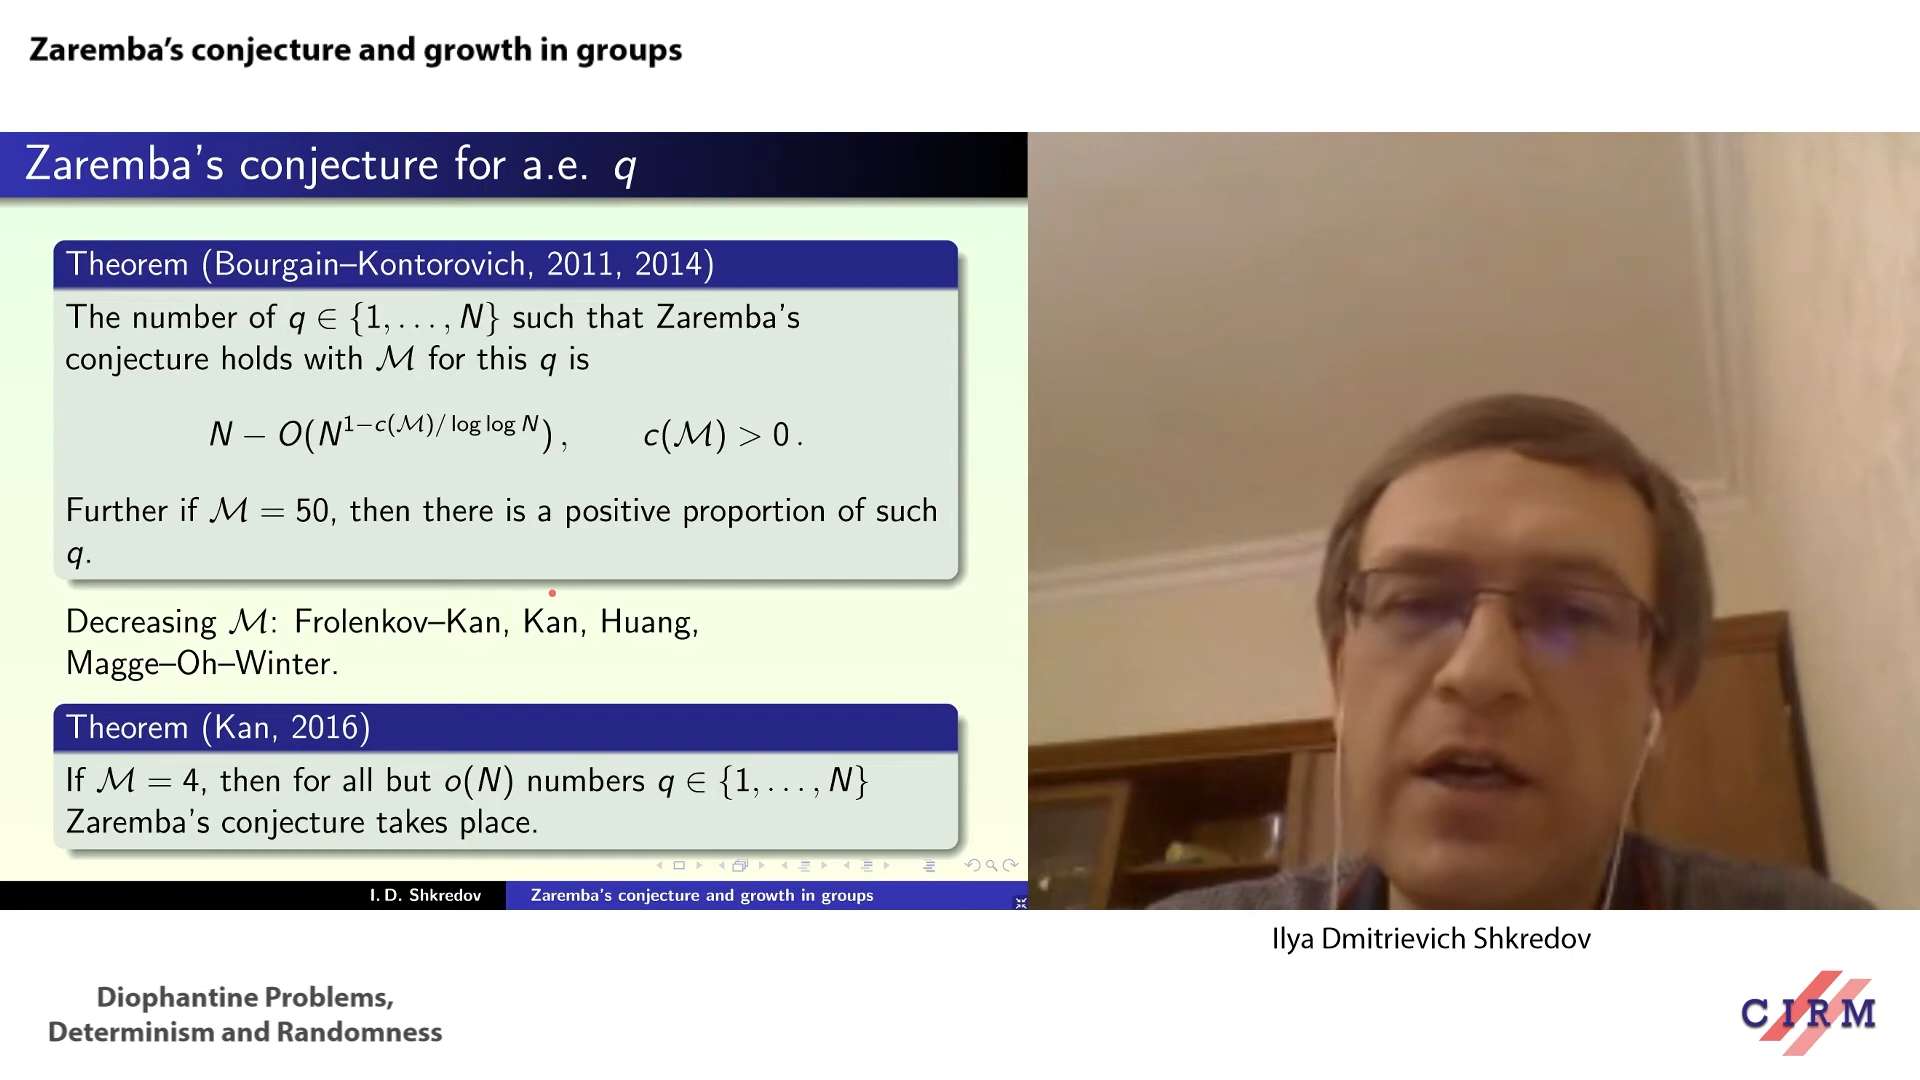 Zaremba's conjecture and growth in groups
Zaremba's conjecture for a.e. q
Theorem (Bourgain–Kontorovich, 2011, 2014)
The number of q ∈ {1, . . . , N} such that Zaremba's
conjecture holds with ℳ for this q is
N − O(N^{1−c(ℳ)/ log log N}) ,    c(ℳ) > 0 .
Further if ℳ = 50, then there is a positive proportion of such
q.
Decreasing ℳ: Frolenkov–Kan, Kan, Huang,
Magge–Oh–Winter.
Theorem (Kan, 2016)
If ℳ = 4, then for all but o(N) numbers q ∈ {1, . . . , N}
Zaremba's conjecture takes place.
I. D. Shkredov
Zaremba's conjecture and growth in groups
Ilya Dmitrievich Shkredov
Diophantine Problems,
Determinism and Randomness
CIRM